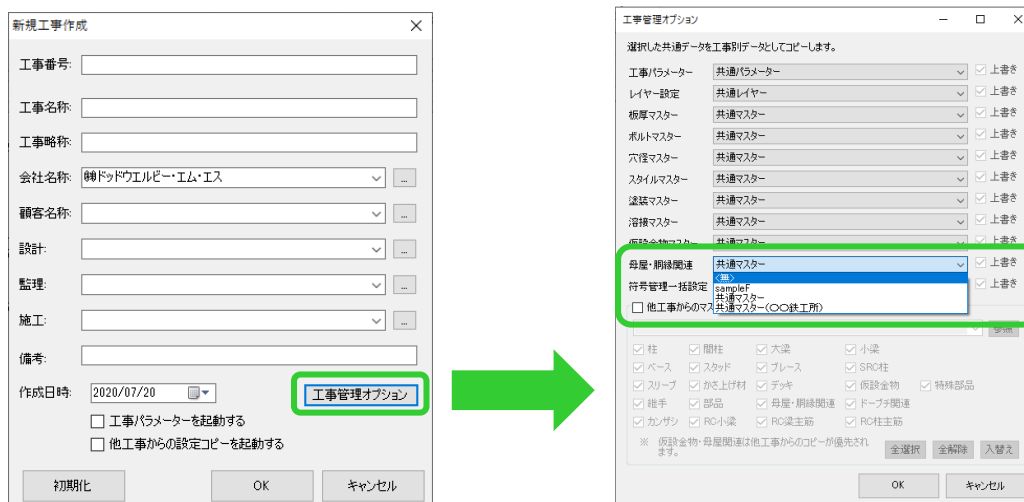 新規工事作成
工事番号:
工事名称:
工事略称:
会社名称: ㈱ドッドウエルビー・エム・エス ...
顧客名称: ...
設計: ...
監理: ...
施工: ...
備考:
作成日時: 2020/07/20 工事管理オプション
工事パラメーターを起動する
他工事からの設定コピーを起動する
初期化 OK キャンセル
工事管理オプション
選択した共通データを工事別データとしてコピーします。
工事パラメーター 共通パラメーター 上書き
レイヤー設定 共通レイヤー 上書き
板厚マスター 共通マスター 上書き
ボルトマスター 共通マスター 上書き
穴径マスター 共通マスター 上書き
スタイルマスター 共通マスター 上書き
塗装マスター 共通マスター 上書き
溶接マスター 共通マスター 上書き
仮設金物マスター 共通マスター 上書き
母屋・胴縁関連 共通マスター 上書き
<無>
符号管理一括設定 sampleF 上書き
共通マスター
他工事からのマス 共通マスター(〇〇鉄工所)
参照
柱 間柱 大梁 小梁
ベース スタッド ブレース SRC柱
スリーブ かさ上げ材 デッキ 仮設金物 特殊部品
継手 部品 母屋・胴縁関連 ドーブチ関連
カンザシ RC小梁 RC梁主筋 RC柱主筋
※ 仮設金物・母屋関連は他工事からのコピーが優先され
ます。
全選択 全解除 入替え
OK キャンセル